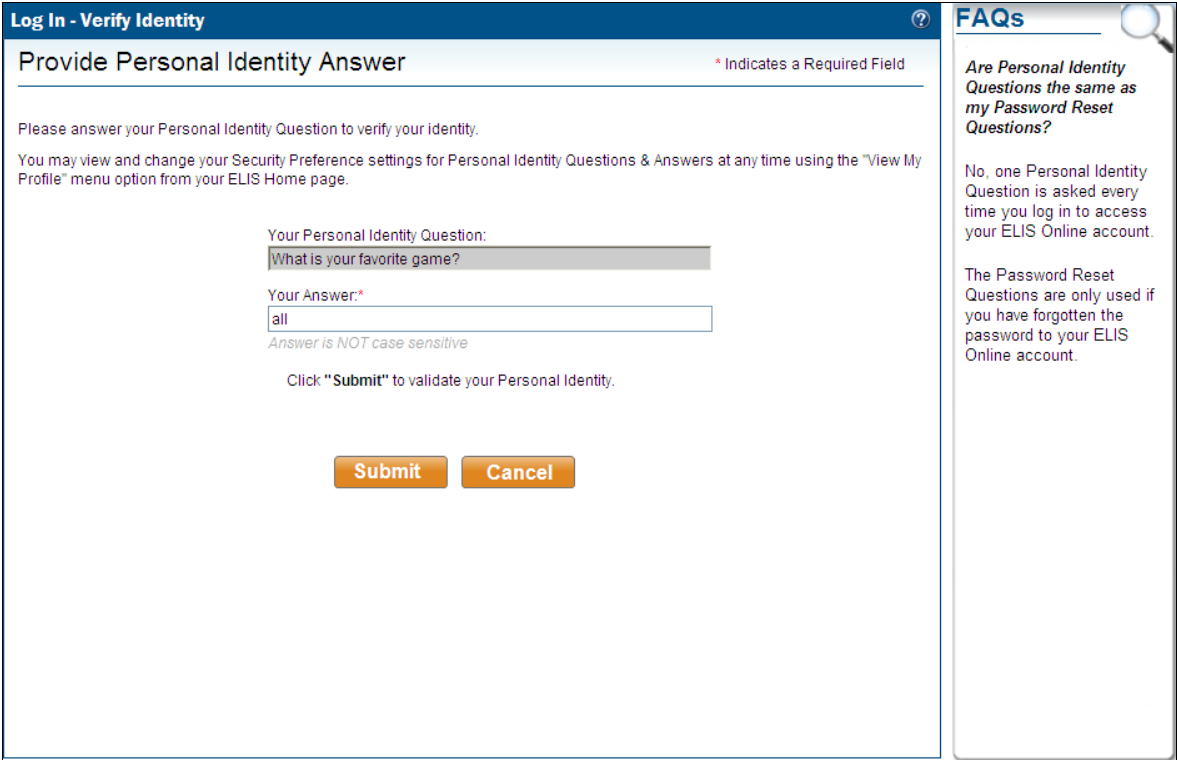 Log In - Verify Identity
?
Provide Personal Identity Answer
* Indicates a Required Field
Please answer your Personal Identity Question to verify your identity.
You may view and change your Security Preference settings for Personal Identity Questions & Answers at any time using the "View My
Profile" menu option from your ELIS Home page.
Your Personal Identity Question:
What is your favorite game?
Your Answer:*
all
Answer is NOT case sensitive
Click "Submit" to validate your Personal Identity.
Submit
Cancel
FAQs
Are Personal Identity
Questions the same as
my Password Reset
Questions?
No, one Personal Identity
Question is asked every
time you log in to access
your ELIS Online account.
The Password Reset
Questions are only used if
you have forgotten the
password to your ELIS
Online account.